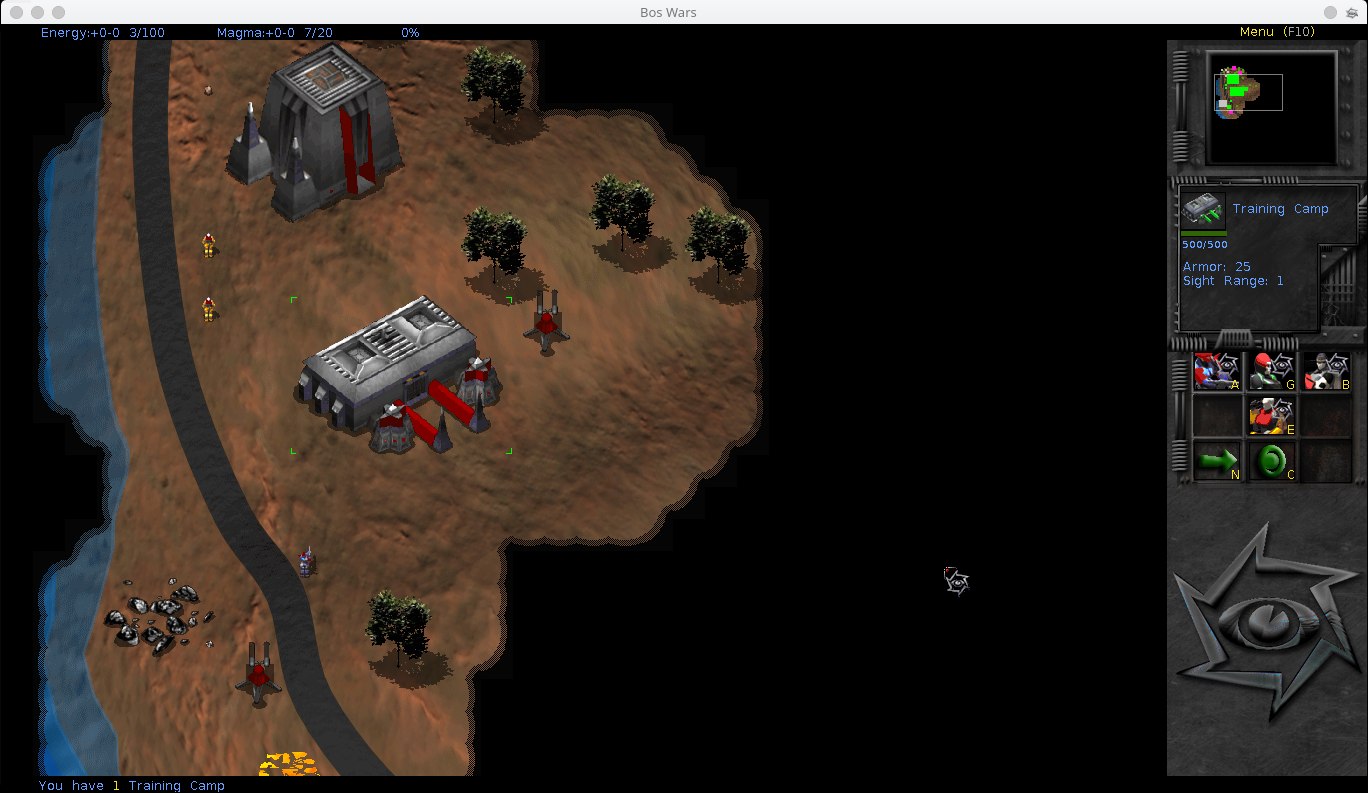 Bos Wars
Energy:+0-0 3/100 Magma:+0-0 7/20 0% Menu (F10)
Training Camp
500/500
Armor: 25
Sight Range: 1
A G B
E
N C
You have 1 Training Camp